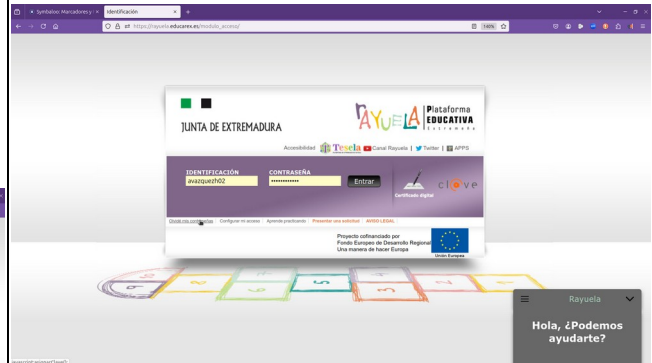 Symbaloo: Marcadores y
Identificación
https://rayuela.educarex.es/modulo_acceso/
140%
JUNTA DE EXTREMADURA
RAYUELA
Plataforma
EDUCATIVA
Extremeña
Accesibilidad Tesela Canal Rayuela | Twitter | APPS
IDENTIFICACIÓN CONTRASEÑA
avazquezh02 Entrar
Certificado digital
cl@ve
Olvidé mis contraseñas Configurar mi acceso Aprende practicando Presentar una solicitud AVISO LEGAL
Proyecto cofinanciado por
Fondo Europeo de Desarrollo Regional
Una manera de hacer Europa
Unión Europea
Rayuela
Hola, ¿Podemos
ayudarte?